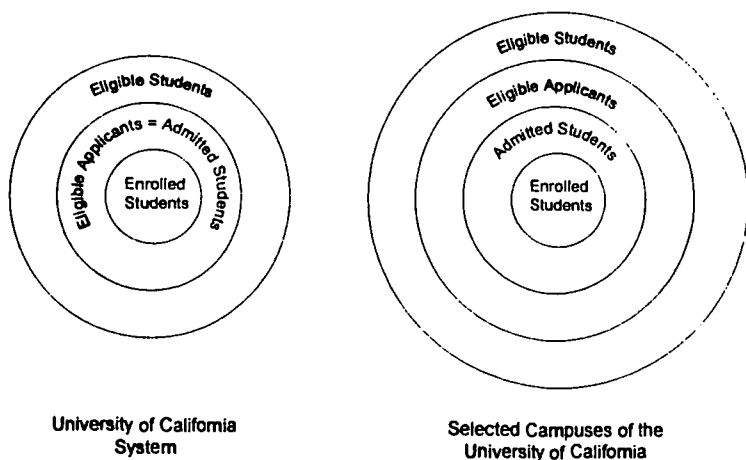 Eligible Students
Eligible Applicants = Admitted Students
Enrolled
Students
University of California
System
Eligible Students
Eligible Applicants
Admitted Students
Enrolled
Students
Selected Campuses of the
University of California